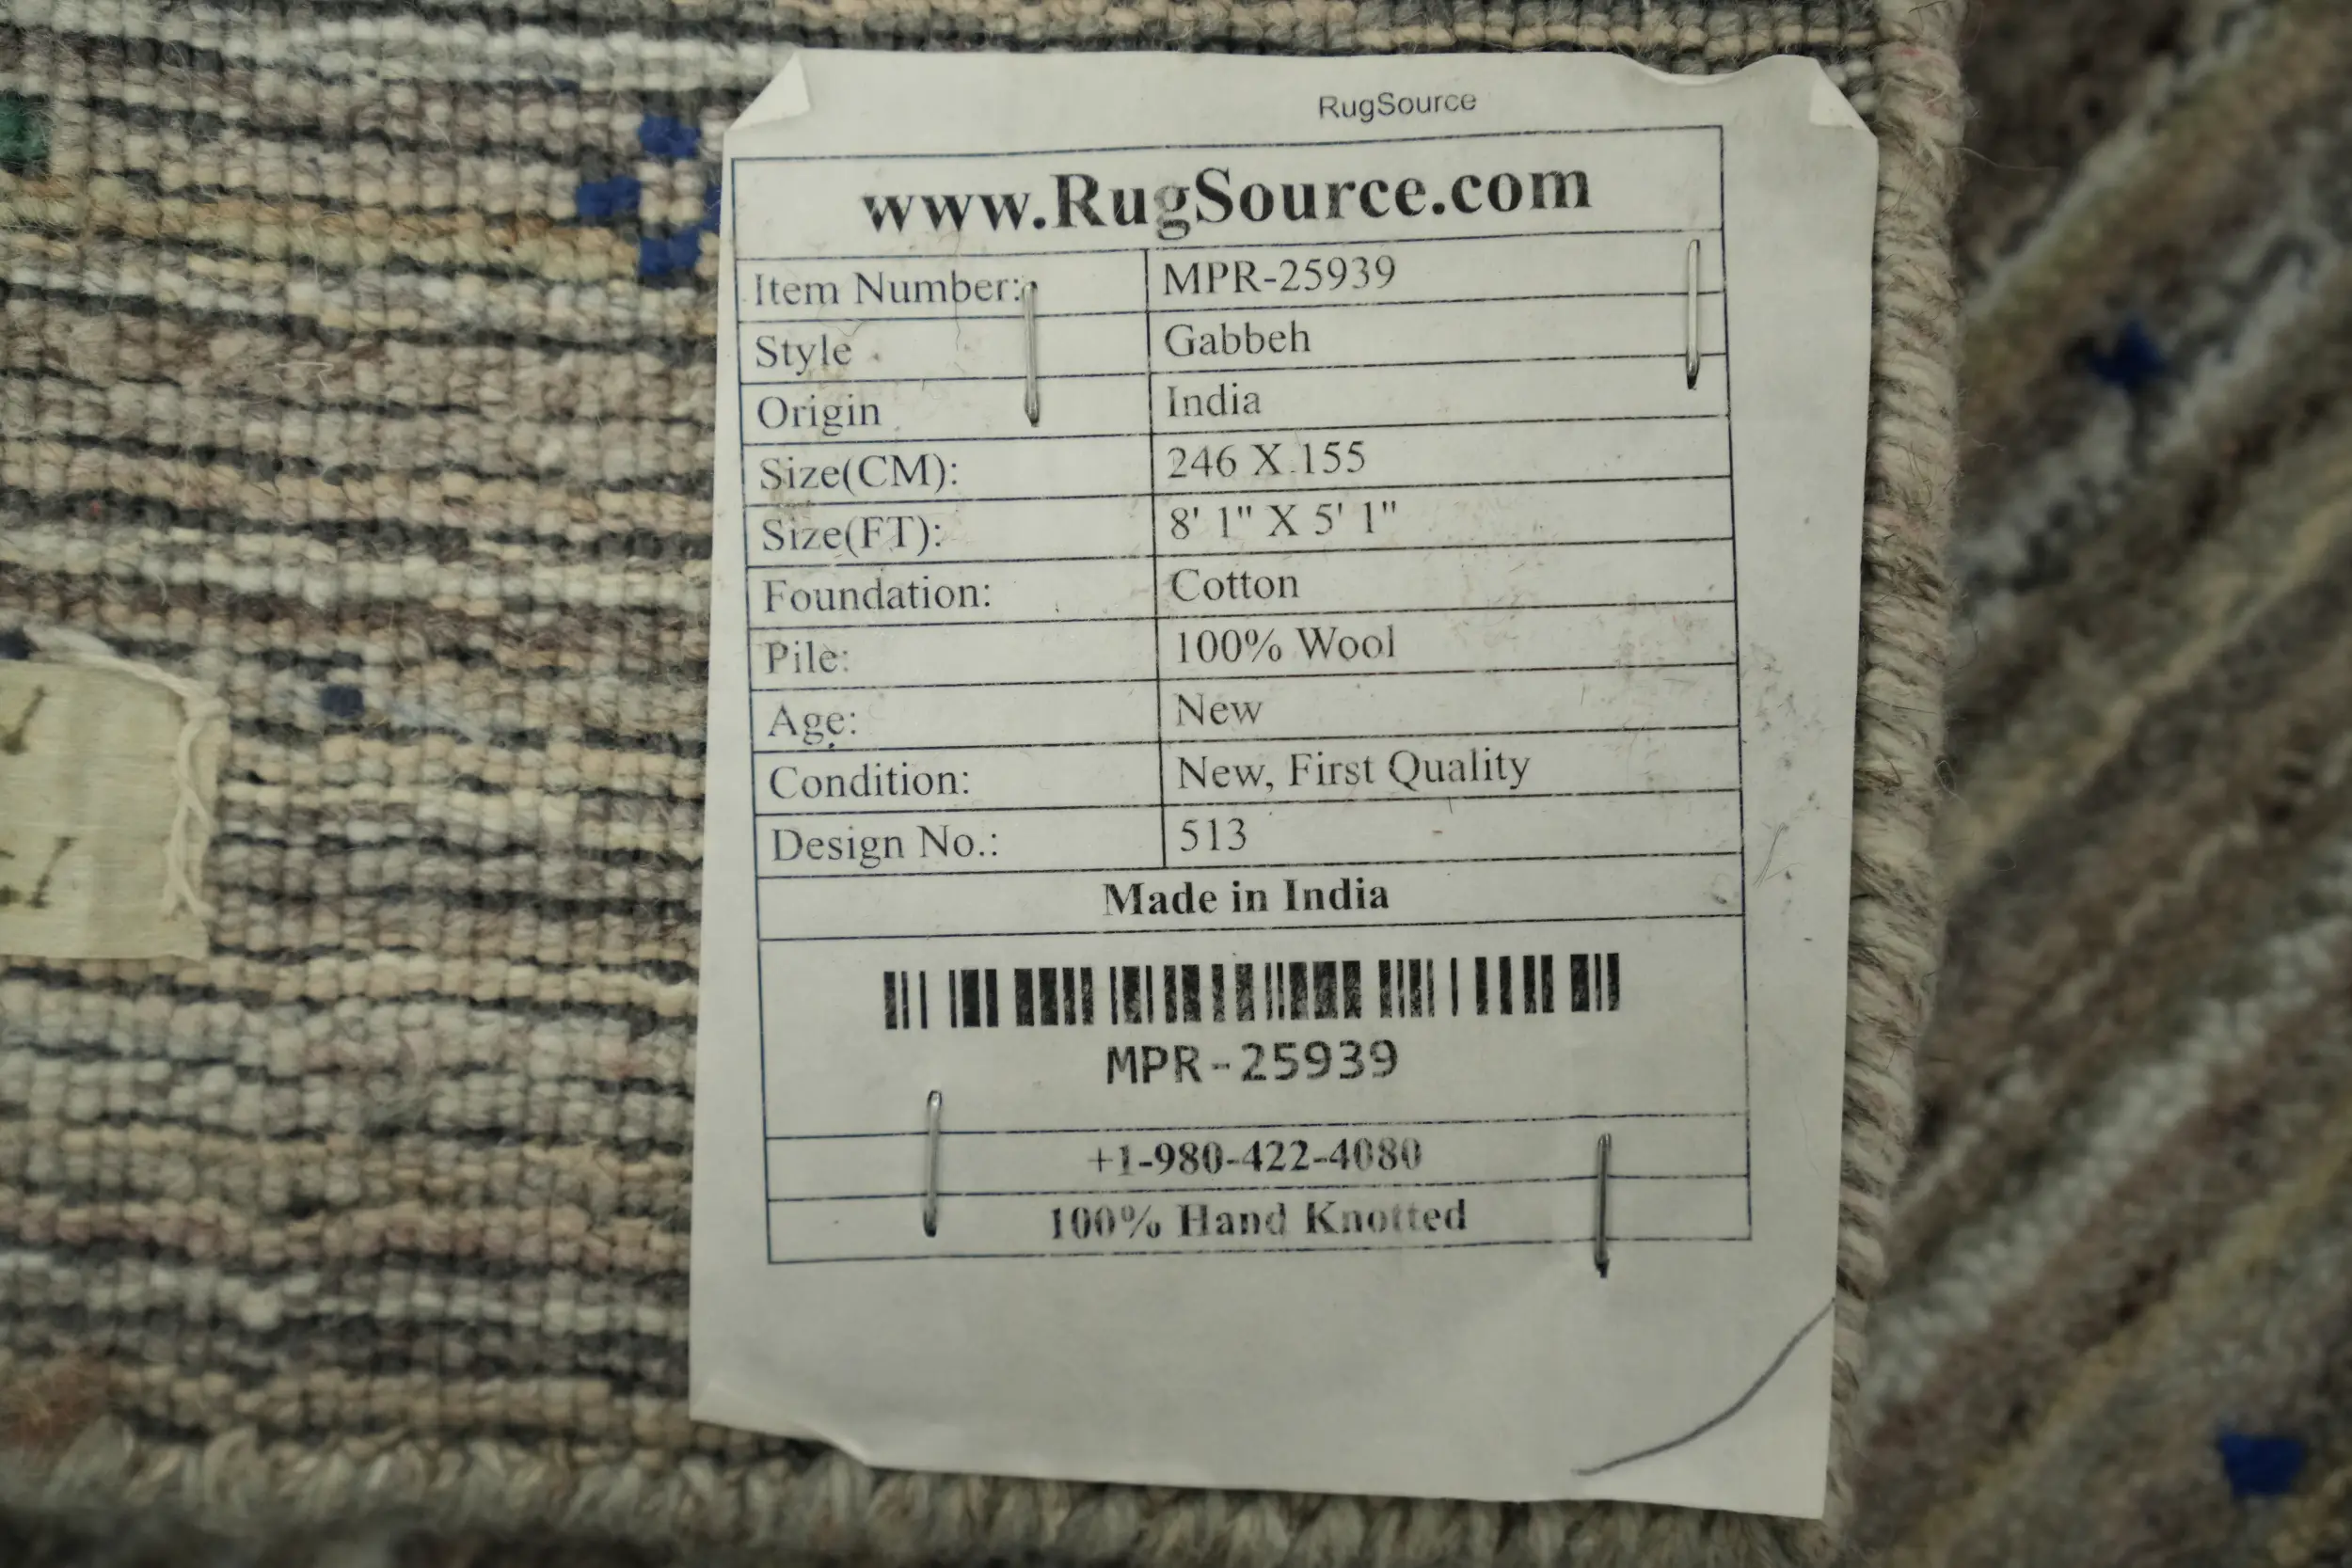 RugSource
www.RugSource.com
Item Number: MPR-25939
Style Gabbeh
Origin India
Size(CM): 246 X 155
Size(FT): 8' 1" X 5' 1"
Foundation: Cotton
Pile: 100% Wool
Age: New
Condition: New, First Quality
Design No.: 513
Made in India
MPR-25939
+1-980-422-4080
100% Hand Knotted